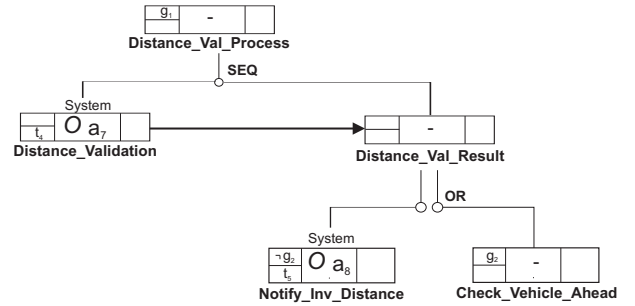 g₁ -
Distance_Val_Process
SEQ
System
t₄ O a₇
Distance_Validation
-
Distance_Val_Result
OR
System
¬g₂ t₅ O a₈
Notify_Inv_Distance
g₂ -
Check_Vehicle_Ahead